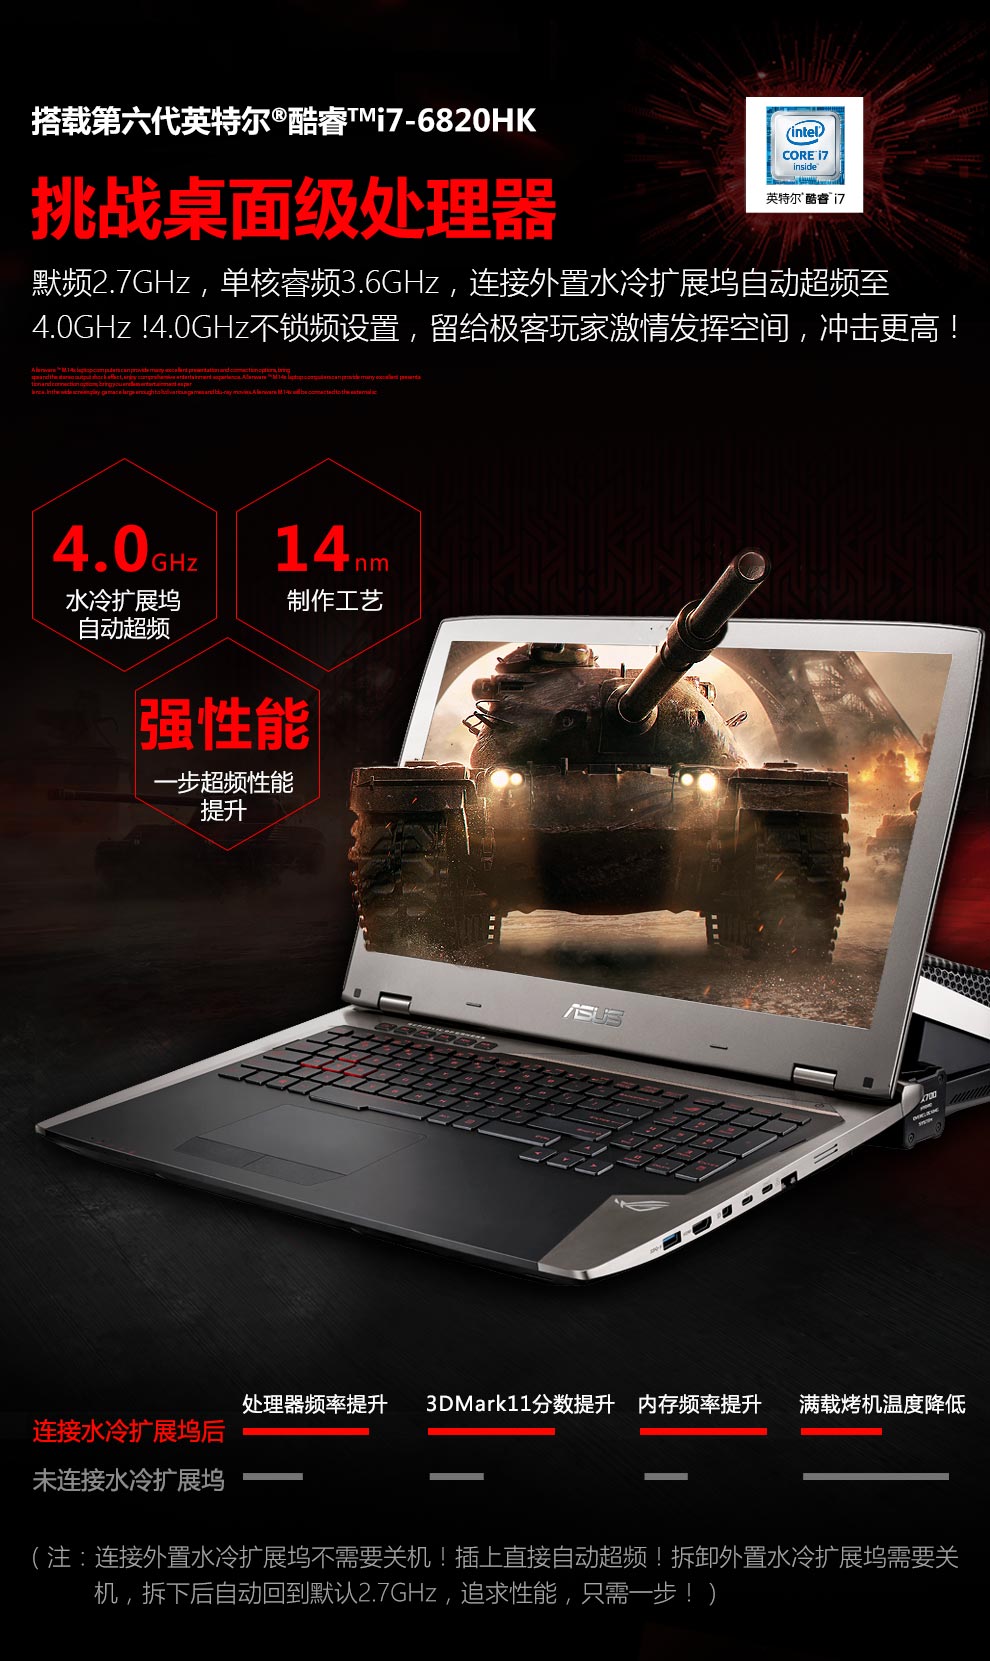 搭载第六代英特尔®酷睿™i7-6820HK
intel
CORE i7
inside
英特尔 酷睿 i7
挑战桌面级处理器
默频2.7GHz，单核睿频3.6GHz，连接外置水冷扩展坞自动超频至
4.0GHz !4.0GHz不锁频设置，留给极客玩家激情发挥空间，冲击更高！
4.0GHz
水冷扩展坞
自动超频
14nm
制作工艺
强性能
一步超频性能
提升
ASUS
处理器频率提升 3DMark11分数提升 内存频率提升 满载烤机温度降低
连接水冷扩展坞后
未连接水冷扩展坞
（注：连接外置水冷扩展坞不需要关机！插上直接自动超频！拆卸外置水冷扩展坞需要关
机，拆下后自动回到默认2.7GHz，追求性能，只需一步！）